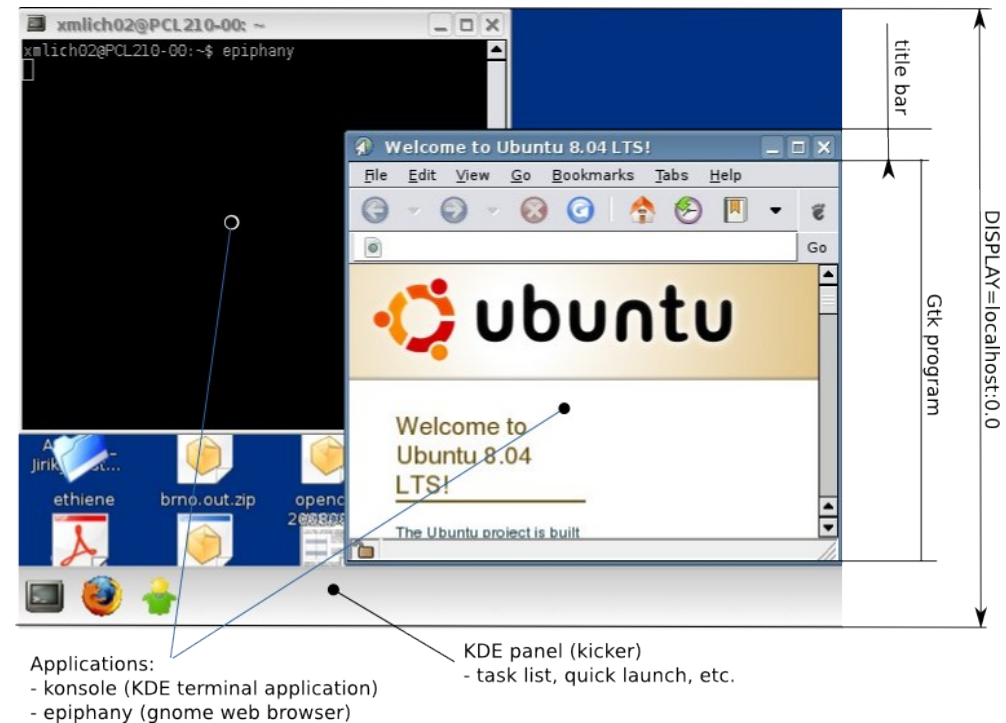 xmlich02@PCL210-00: ~
xmlich02@PCL210-00:~$ epiphany
title bar
Welcome to Ubuntu 8.04 LTS!
File Edit View Go Bookmarks Tabs Help
Go
ubuntu
Welcome to
Ubuntu 8.04
LTS!
The Ubuntu project is built
Gtk program
DISPLAY=localhost:0.0
ethiene
brno.out.zip
openc
Applications:
- konsole (KDE terminal application)
- epiphany (gnome web browser)
KDE panel (kicker)
- task list, quick launch, etc.